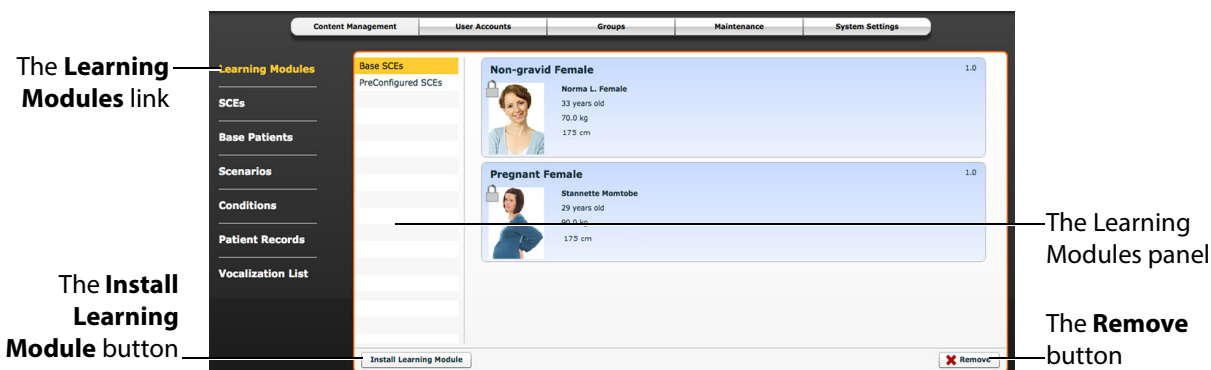 Content Management User Accounts Groups Maintenance System Settings
The Learning
Modules link
Learning Modules
SCEs
Base Patients
Scenarios
Conditions
Patient Records
Vocalization List
The Install
Learning
Module button
Base SCEs
PreConfigured SCEs
Non-gravid Female 1.0
Norma L. Female
33 years old
70.0 kg
175 cm
Pregnant Female 1.0
Stannette Momtobe
29 years old
90.0 kg
175 cm
The Learning
Modules panel
Install Learning Module
Remove
The Remove
button